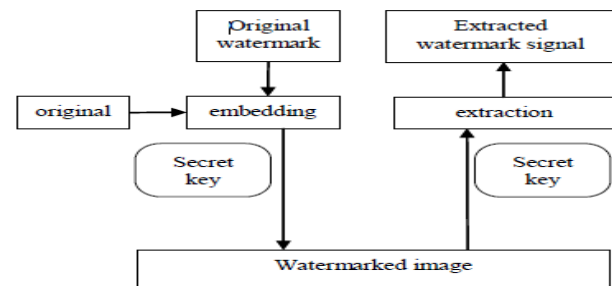 Original
watermark
Extracted
watermark signal
original
embedding
extraction
Secret
key
Secret
key
Watermarked image